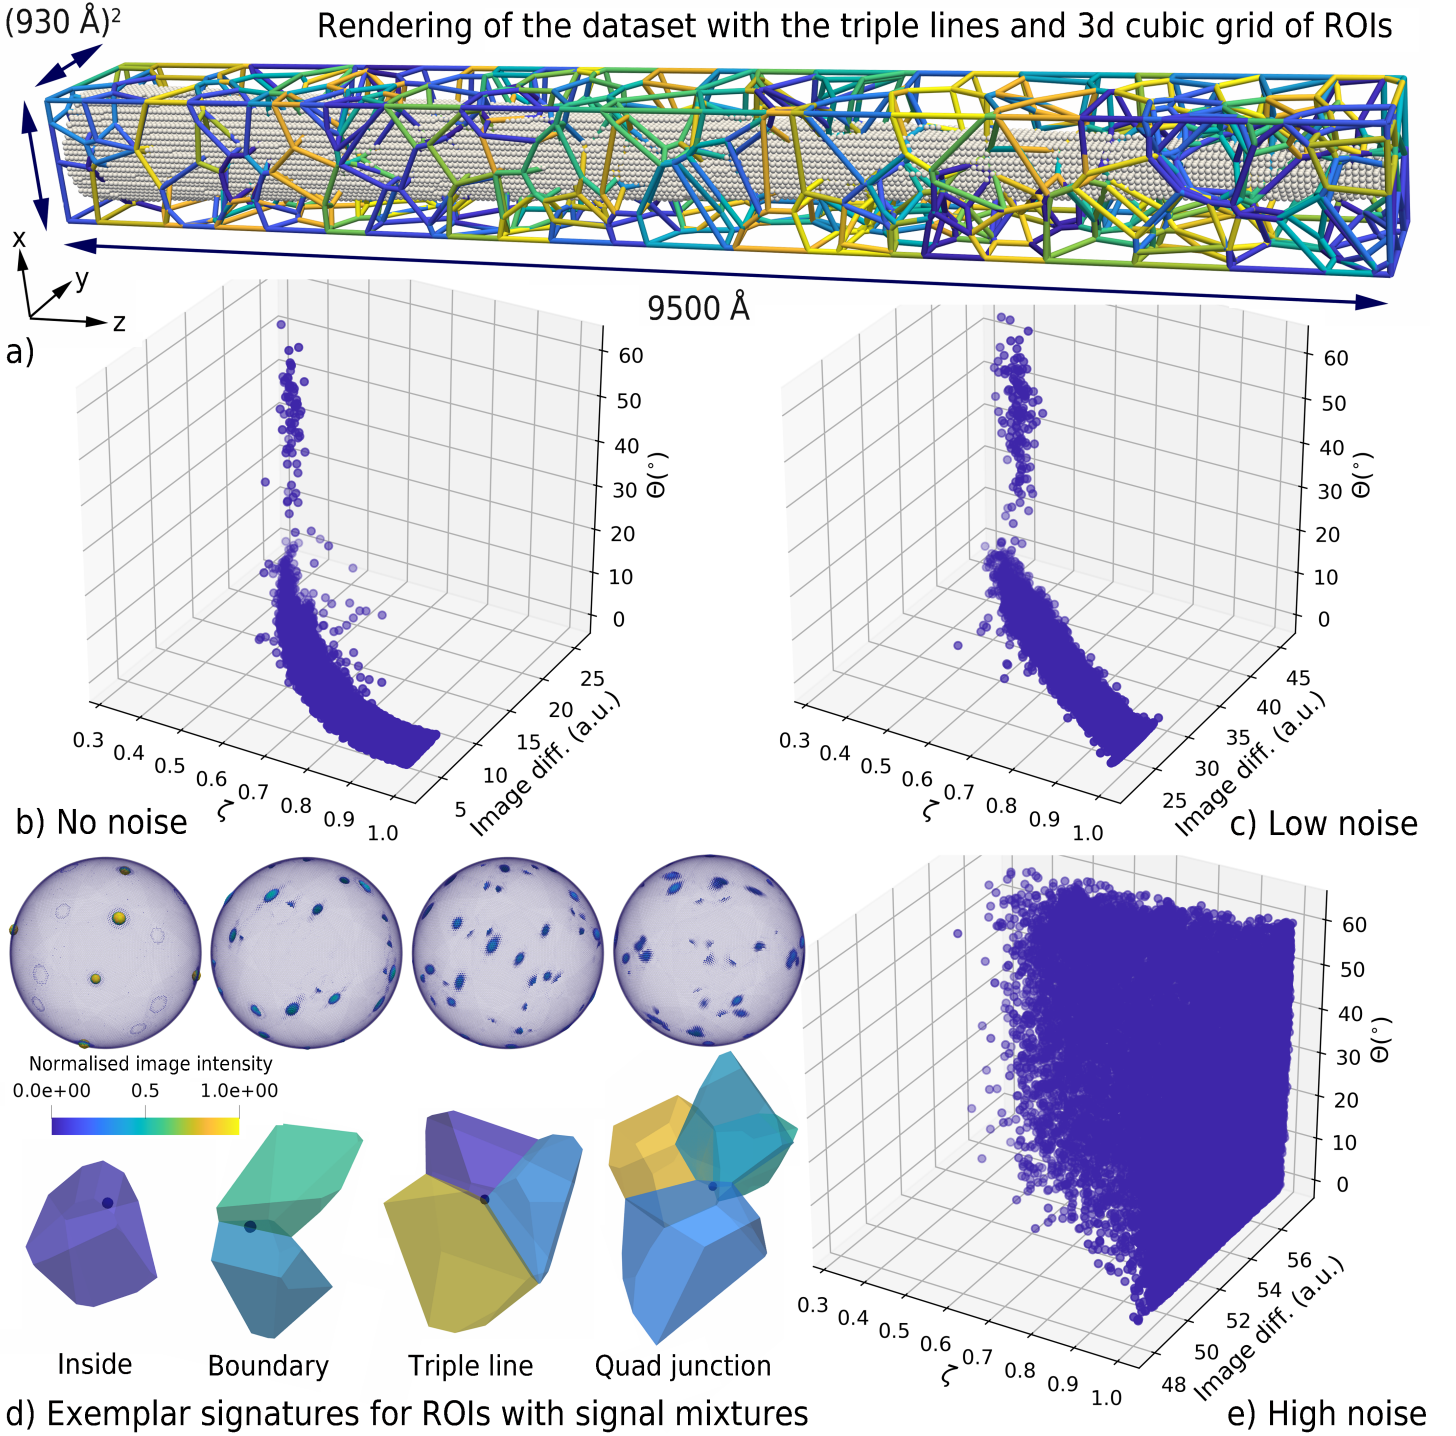 (930 Å)²
Rendering of the dataset with the triple lines and 3d cubic grid of ROIs
x
y
z
9500 Å
a)
60
50
40
30
20
10
0
Θ(°)
0.3 0.4 0.5 0.6 0.7 0.8 0.9 1.0
ζ
5 10 15 20 25
Image diff. (a.u.)
b) No noise
60
50
40
30
20
10
0
Θ(°)
0.3 0.4 0.5 0.6 0.7 0.8 0.9 1.0
ζ
25 30 35 40 45
Image diff. (a.u.)
c) Low noise
Normalised image intensity
0.0e+00 0.5 1.0e+00
Inside Boundary Triple line Quad junction
d) Exemplar signatures for ROIs with signal mixtures
60
50
40
30
20
10
0
Θ(°)
0.3 0.4 0.5 0.6 0.7 0.8 0.9 1.0
ζ
48 50 52 54 56
Image diff. (a.u.)
e) High noise